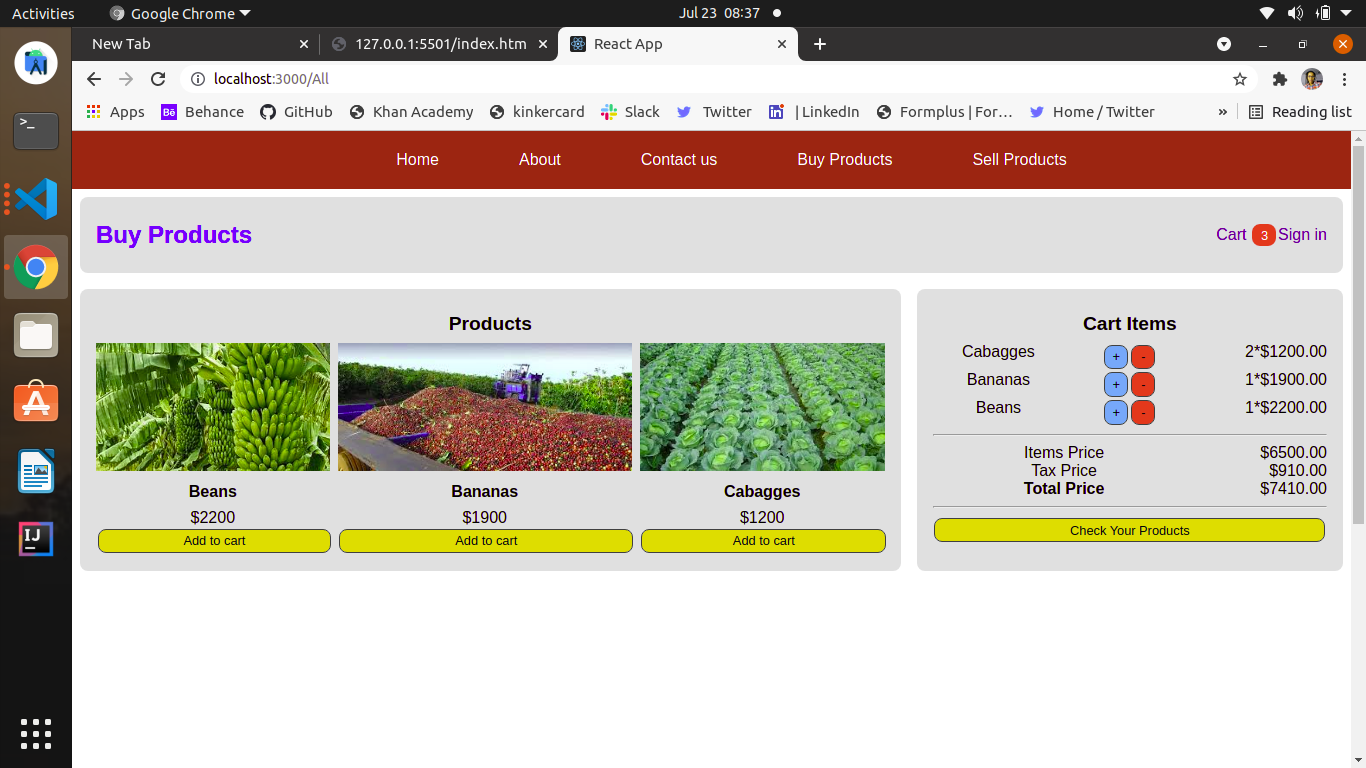 Activities Google Chrome Jul 23 08:37
New Tab 127.0.0.1:5501/index.htm React App
localhost:3000/All
Apps Behance GitHub Khan Academy kinkercard Slack Twitter | LinkedIn Formplus | For… Home / Twitter » Reading list
Home About Contact us Buy Products Sell Products
Buy Products Cart 3 Sign in
Products
Beans Bananas Cabagges
$2200 $1900 $1200
Add to cart Add to cart Add to cart
Cart Items
Cabagges + - 2*$1200.00
Bananas + - 1*$1900.00
Beans + - 1*$2200.00
Items Price $6500.00
Tax Price $910.00
Total Price $7410.00
Check Your Products